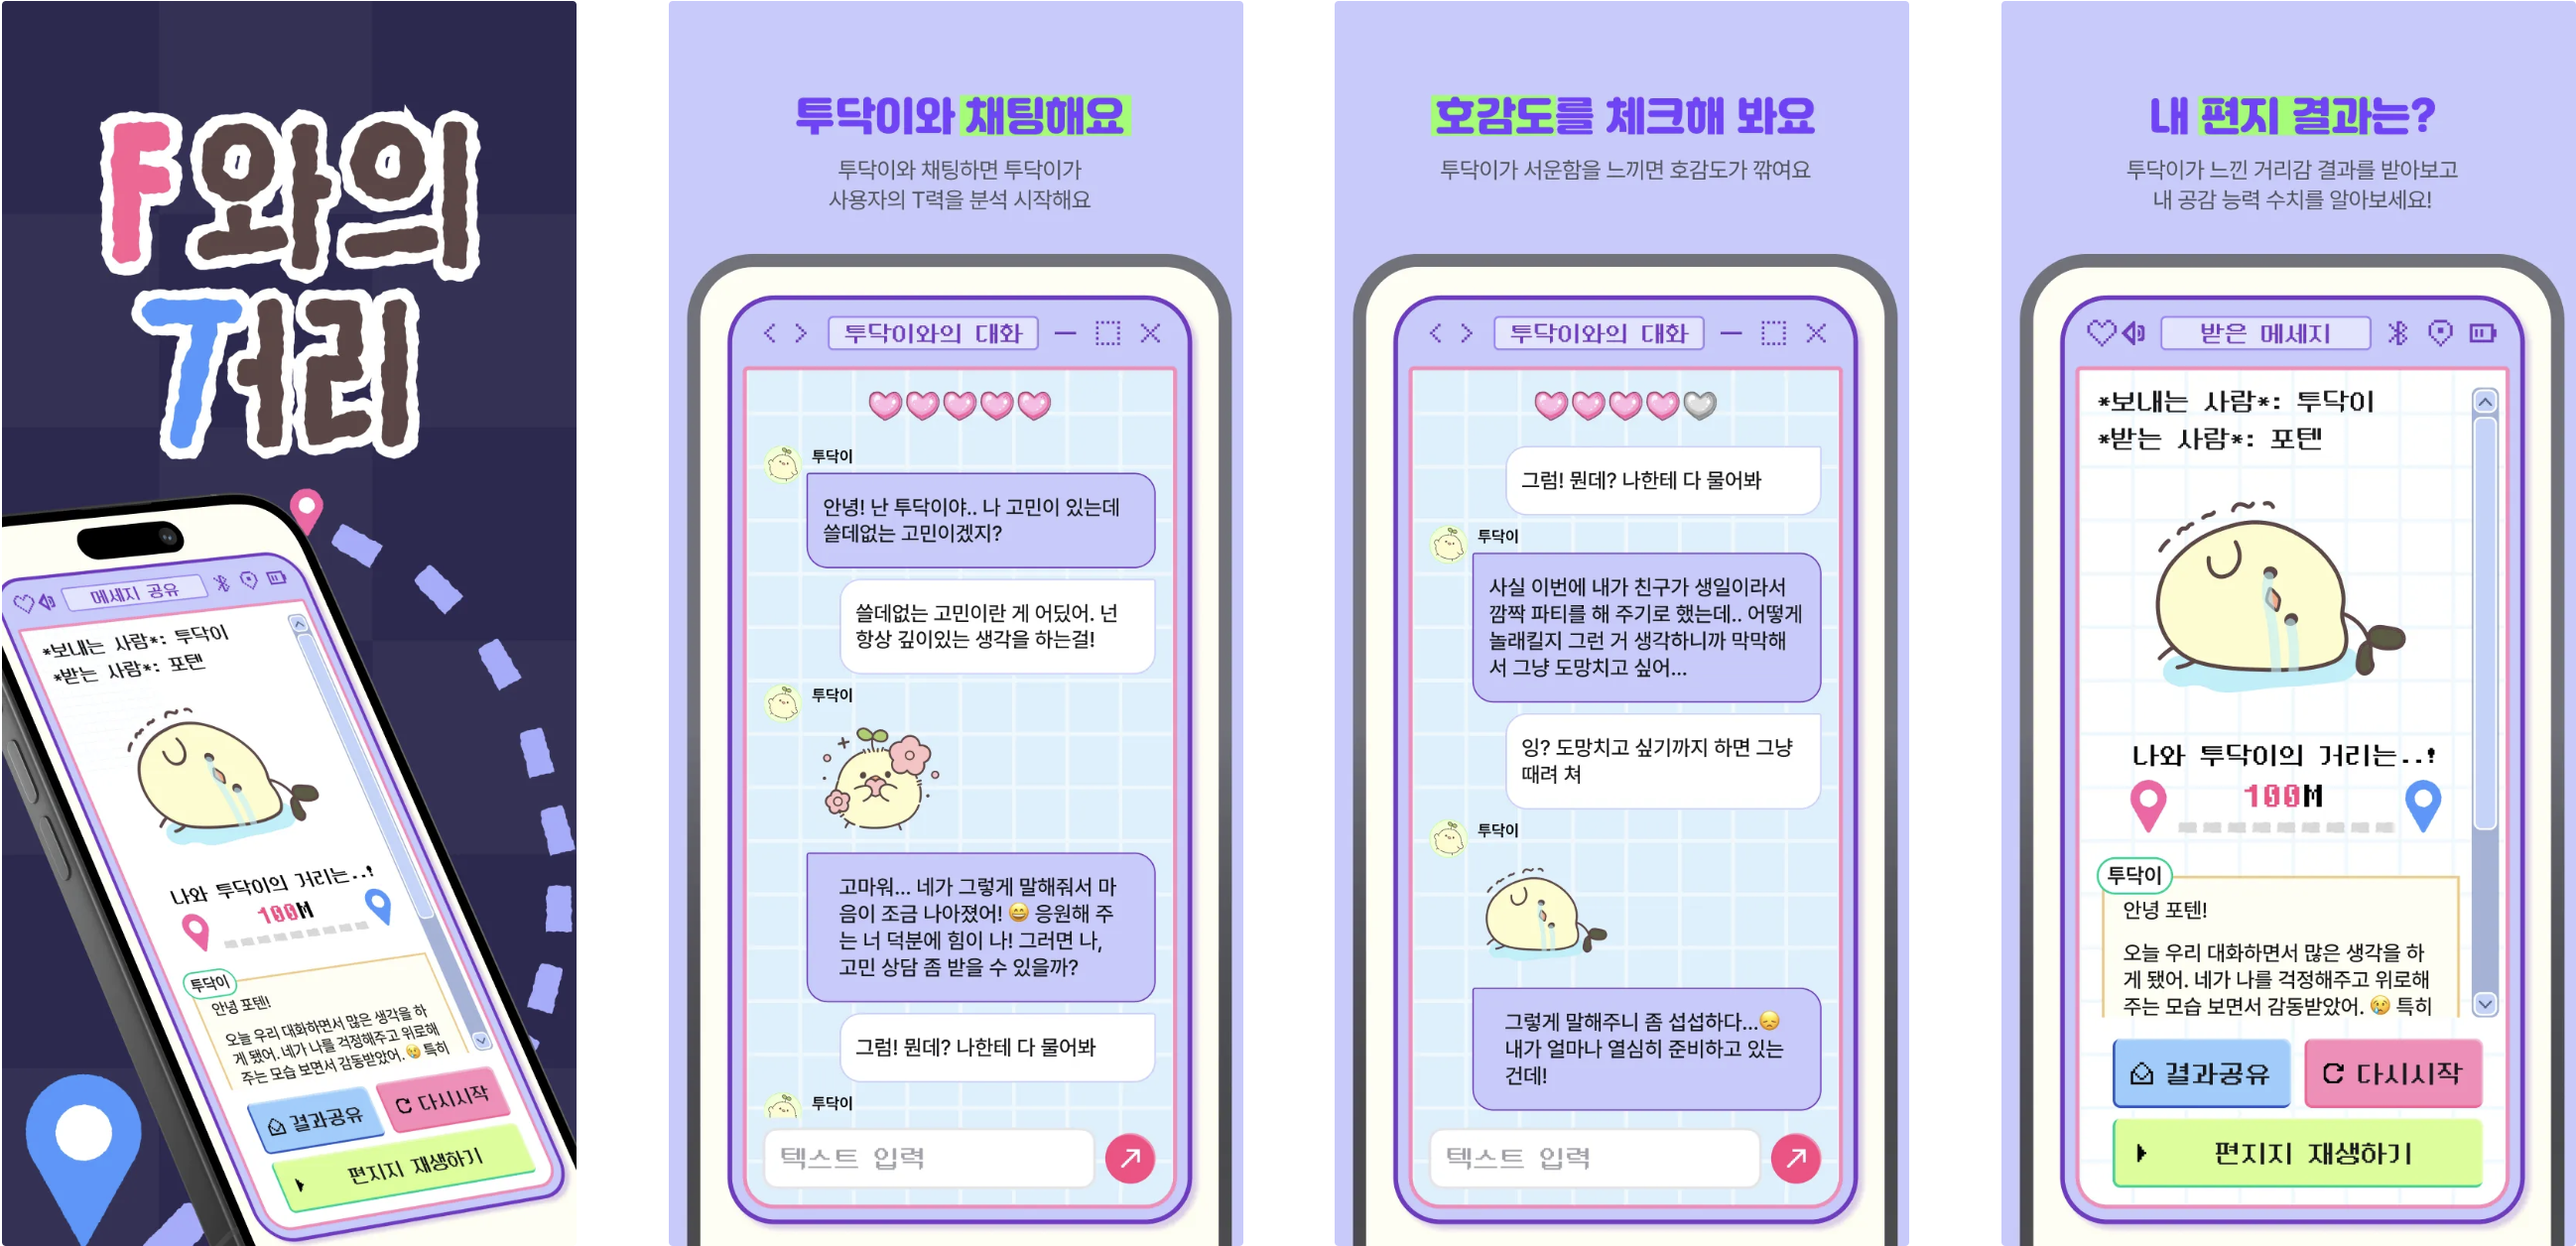 F와의
T거리
메세지 공유
*보내는 사람*: 투닥이
*받는 사람*: 포텐
나와 투닥이의 거리는..!
100M
투닥이
안녕 포텐!
오늘 우리 대화하면서 많은 생각을 하
게 됐어. 네가 나를 걱정해주고 위로해
주는 모습 보면서 감동받았어. 😢 특히
결과공유
다시시작
편지지 재생하기
투닥이와 채팅해요
투닥이와 채팅하면 투닥이가
사용자의 T력을 분석 시작해요
투닥이와의 대화
투닥이
안녕! 난 투닥이야.. 나 고민이 있는데
쓸데없는 고민이겠지?
쓸데없는 고민이란 게 어딨어. 넌
항상 깊이있는 생각을 하는걸!
투닥이
고마워... 네가 그렇게 말해줘서 마
음이 조금 나아졌어! 😄 응원해 주
는 너 덕분에 힘이 나! 그러면 나,
고민 상담 좀 받을 수 있을까?
그럼! 뭔데? 나한테 다 물어봐
투닥이
텍스트 입력
호감도를 체크해 봐요
투닥이가 서운함을 느끼면 호감도가 깎여요
투닥이와의 대화
그럼! 뭔데? 나한테 다 물어봐
투닥이
사실 이번에 내가 친구가 생일이라서
깜짝 파티를 해 주기로 했는데.. 어떻게
놀래킬지 그런 거 생각하니까 막막해
서 그냥 도망치고 싶어...
잉? 도망치고 싶기까지 하면 그냥
때려 쳐
투닥이
그렇게 말해주니 좀 섭섭하다...😞
내가 얼마나 열심히 준비하고 있는
건데!
텍스트 입력
내 편지 결과는?
투닥이가 느낀 거리감 결과를 받아보고
내 공감 능력 수치를 알아보세요!
받은 메세지
*보내는 사람*: 투닥이
*받는 사람*: 포텐
나와 투닥이의 거리는..!
100M
투닥이
안녕 포텐!
오늘 우리 대화하면서 많은 생각을 하
게 됐어. 네가 나를 걱정해주고 위로해
주는 모습 보면서 감동받았어. 😢 특히
결과공유
다시시작
편지지 재생하기